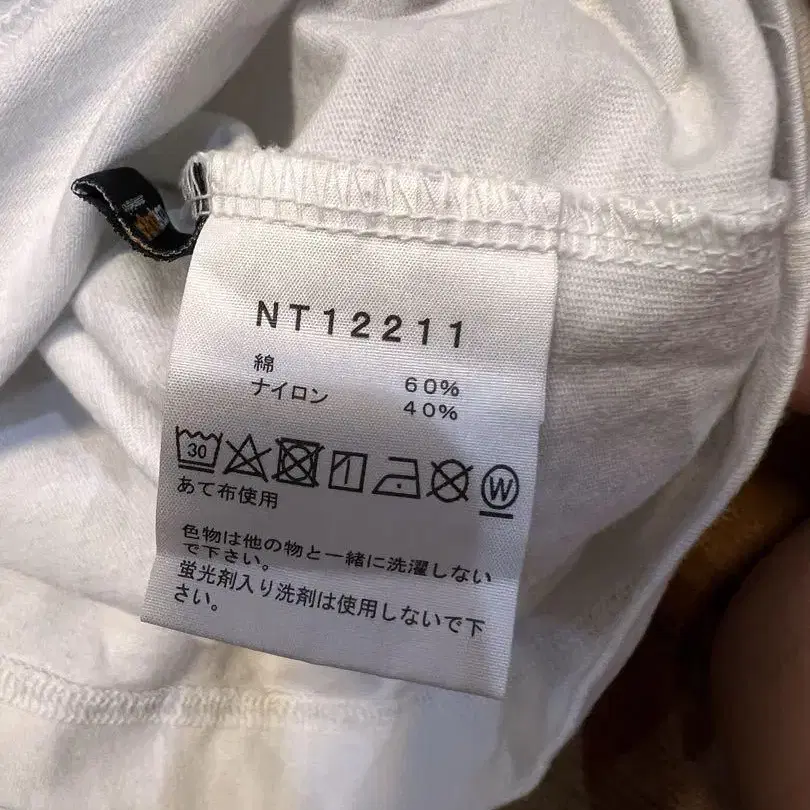 NT12211
綿 60%
ナイロン 40%
30
W
あて布使用
色物は他の物と一緒に洗濯しない
で下さい。
蛍光剤入り洗剤は使用しないで下
さい。